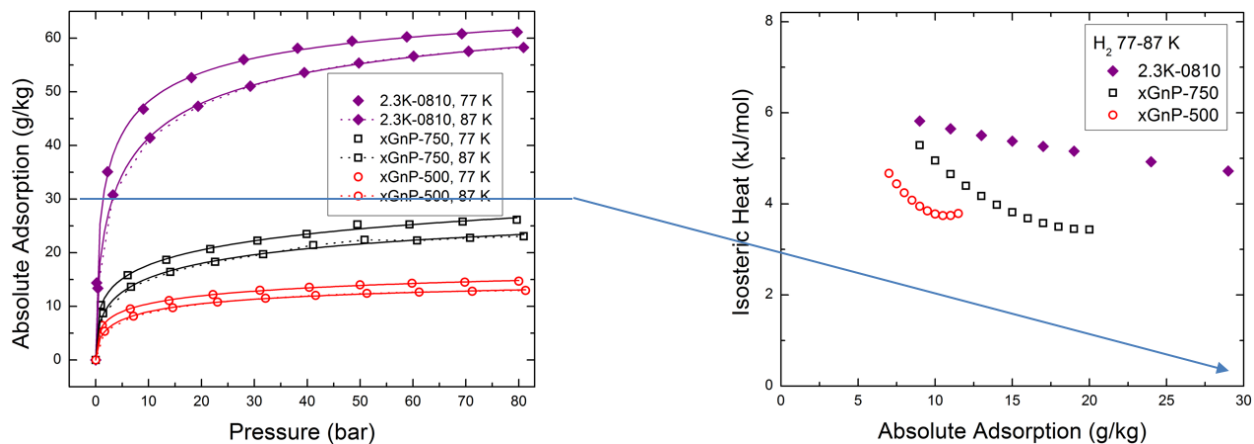 60
50
40
30
20
10
0
Absolute Adsorption (g/kg)
2.3K-0810, 77 K
2.3K-0810, 87 K
xGnP-750, 77 K
xGnP-750, 87 K
xGnP-500, 77 K
xGnP-500, 87 K
0 10 20 30 40 50 60 70 80
Pressure (bar)
8
6
4
2
0
Isosteric Heat (kJ/mol)
H2 77-87 K
2.3K-0810
xGnP-750
xGnP-500
0 5 10 15 20 25 30
Absolute Adsorption (g/kg)